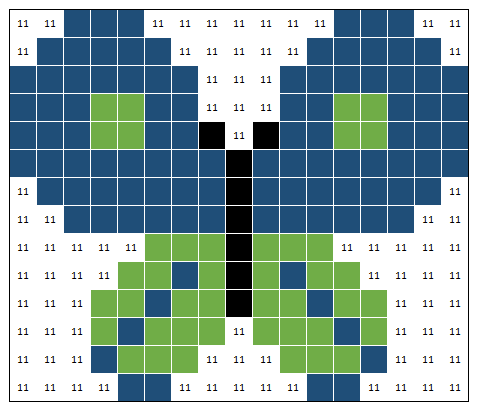 11 11 11 11 11 11 11 11 11 11 11
11 11 11 11 11 11 11
11 11 11
11 11 11
11
11 11
11 11 11 11
11 11 11 11 11 11 11 11 11 11
11 11 11 11 11 11 11 11
11 11 11 11 11 11
11 11 11 11 11 11 11
11 11 11 11 11 11 11 11 11
11 11 11 11 11 11 11 11 11 11 11 11 11